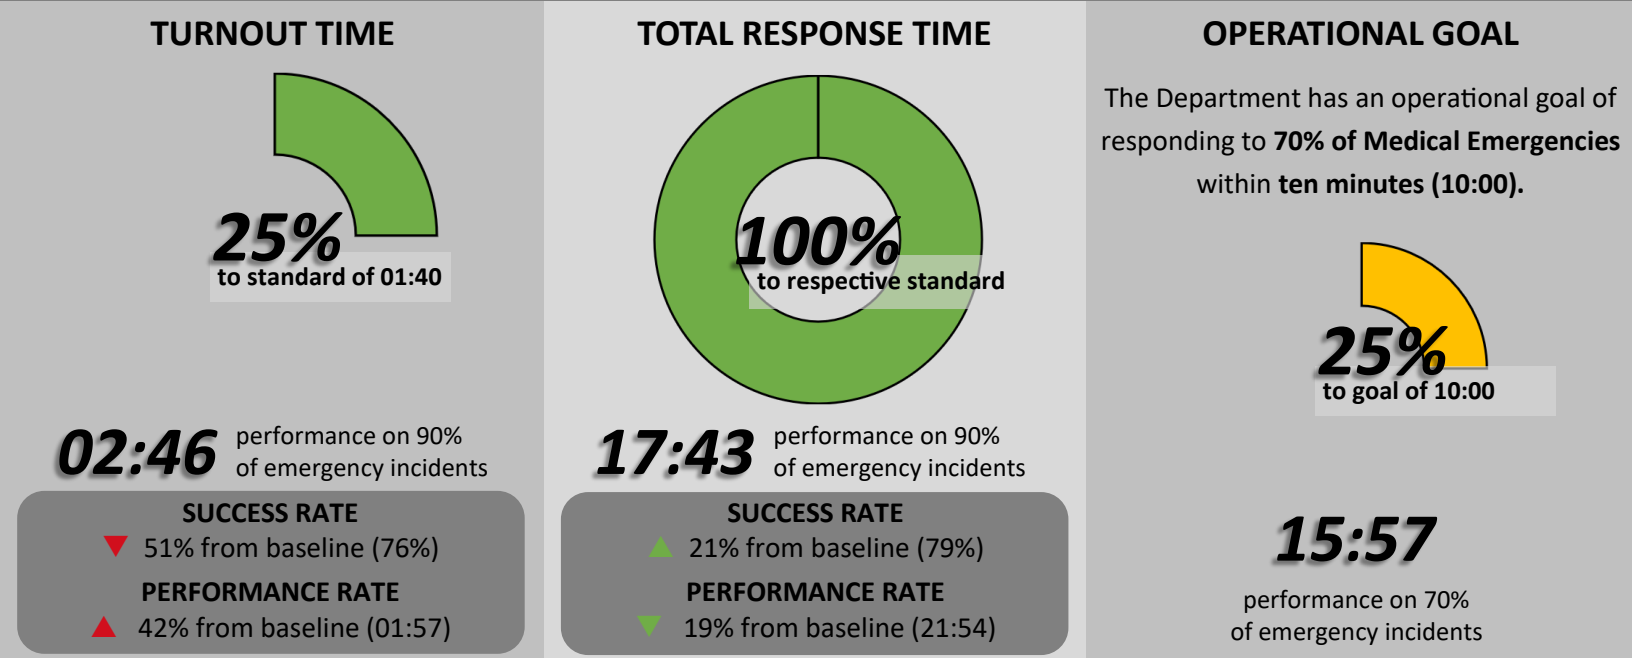 TURNOUT TIME
25%
to standard of 01:40
02:46
performance on 90%
of emergency incidents
SUCCESS RATE
▼ 51% from baseline (76%)
PERFORMANCE RATE
▲ 42% from baseline (01:57)
TOTAL RESPONSE TIME
100%
to respective standard
17:43
performance on 90%
of emergency incidents
SUCCESS RATE
▲ 21% from baseline (79%)
PERFORMANCE RATE
▼ 19% from baseline (21:54)
OPERATIONAL GOAL
The Department has an operational goal of
responding to 70% of Medical Emergencies
within ten minutes (10:00).
25%
to goal of 10:00
15:57
performance on 70%
of emergency incidents